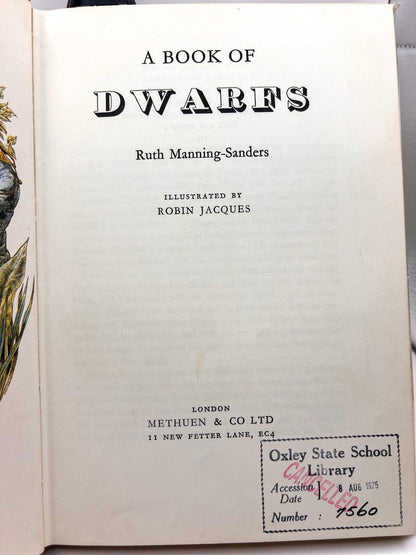 A BOOK OF
DWARFS
Ruth Manning-Sanders
ILLUSTRATED BY
ROBIN JACQUES
LONDON
METHUEN & CO LTD
11 NEW FETTER LANE, EC4
Oxley State School
Library
CANCELLED
Accession } 8 AUG 1975
Date
Number : 7560